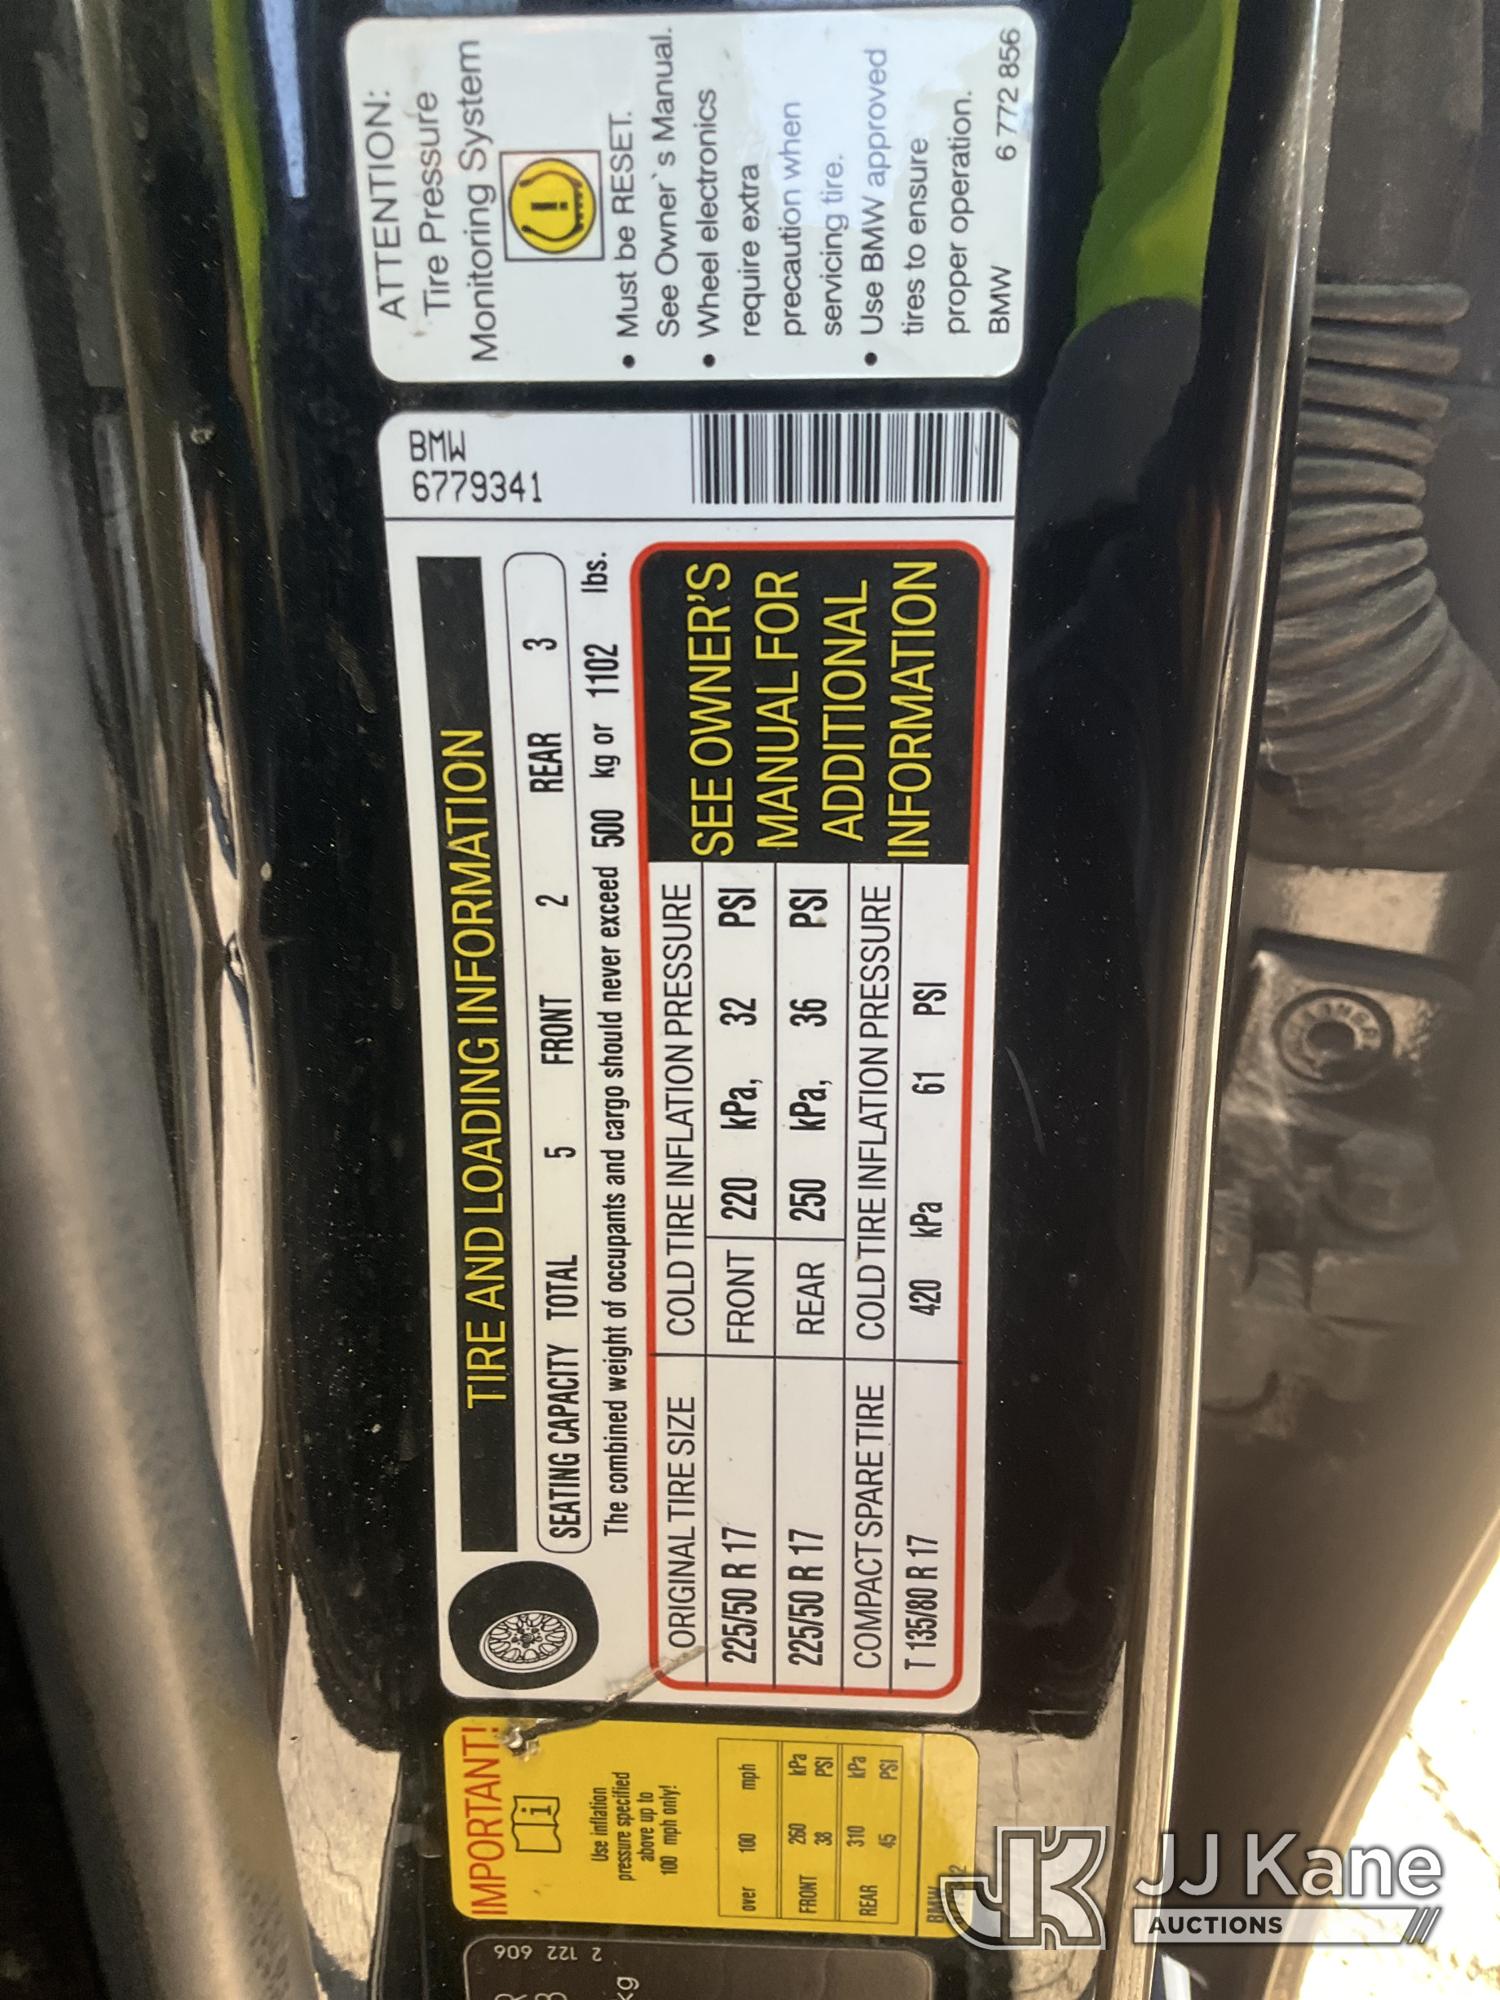 IMPORTANT!
Use inflation
pressure specified
above up to
100 mph only!
over 100 mph
FRONT 260 kPa
38 PSI
REAR 310 kPa
45 PSI
BMW
TIRE AND LOADING INFORMATION
SEATING CAPACITY TOTAL 5 FRONT 2 REAR 3
The combined weight of occupants and cargo should never exceed 500 kg or 1102 lbs.
ORIGINAL TIRE SIZE COLD TIRE INFLATION PRESSURE
225/50 R 17 FRONT 220 kPa, 32 PSI
225/50 R 17 REAR 250 kPa, 36 PSI
COMPACT SPARE TIRE COLD TIRE INFLATION PRESSURE
T 135/80 R 17 420 kPa 61 PSI
SEE OWNER'S
MANUAL FOR
ADDITIONAL
INFORMATION
BMW
6779341
ATTENTION:
Tire Pressure
Monitoring System
• Must be RESET.
See Owner`s Manual.
• Wheel electronics
require extra
precaution when
servicing tire.
• Use BMW approved
tires to ensure
proper operation.
BMW 6 772 856
2 122 606
kg
JJ Kane
AUCTIONS